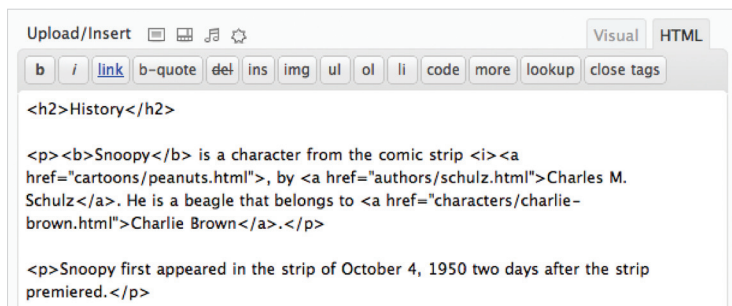 Upload/Insert Visual HTML
b i link b-quote del ins img ul ol li code more lookup close tags
<h2>History</h2>
<p><b>Snoopy</b> is a character from the comic strip <i><a
href="cartoons/peanuts.html">, by <a href="authors/schulz.html">Charles M.
Schulz</a>. He is a beagle that belongs to <a href="characters/charlie-
brown.html">Charlie Brown</a>.</p>
<p>Snoopy first appeared in the strip of October 4, 1950 two days after the strip
premiered.</p>